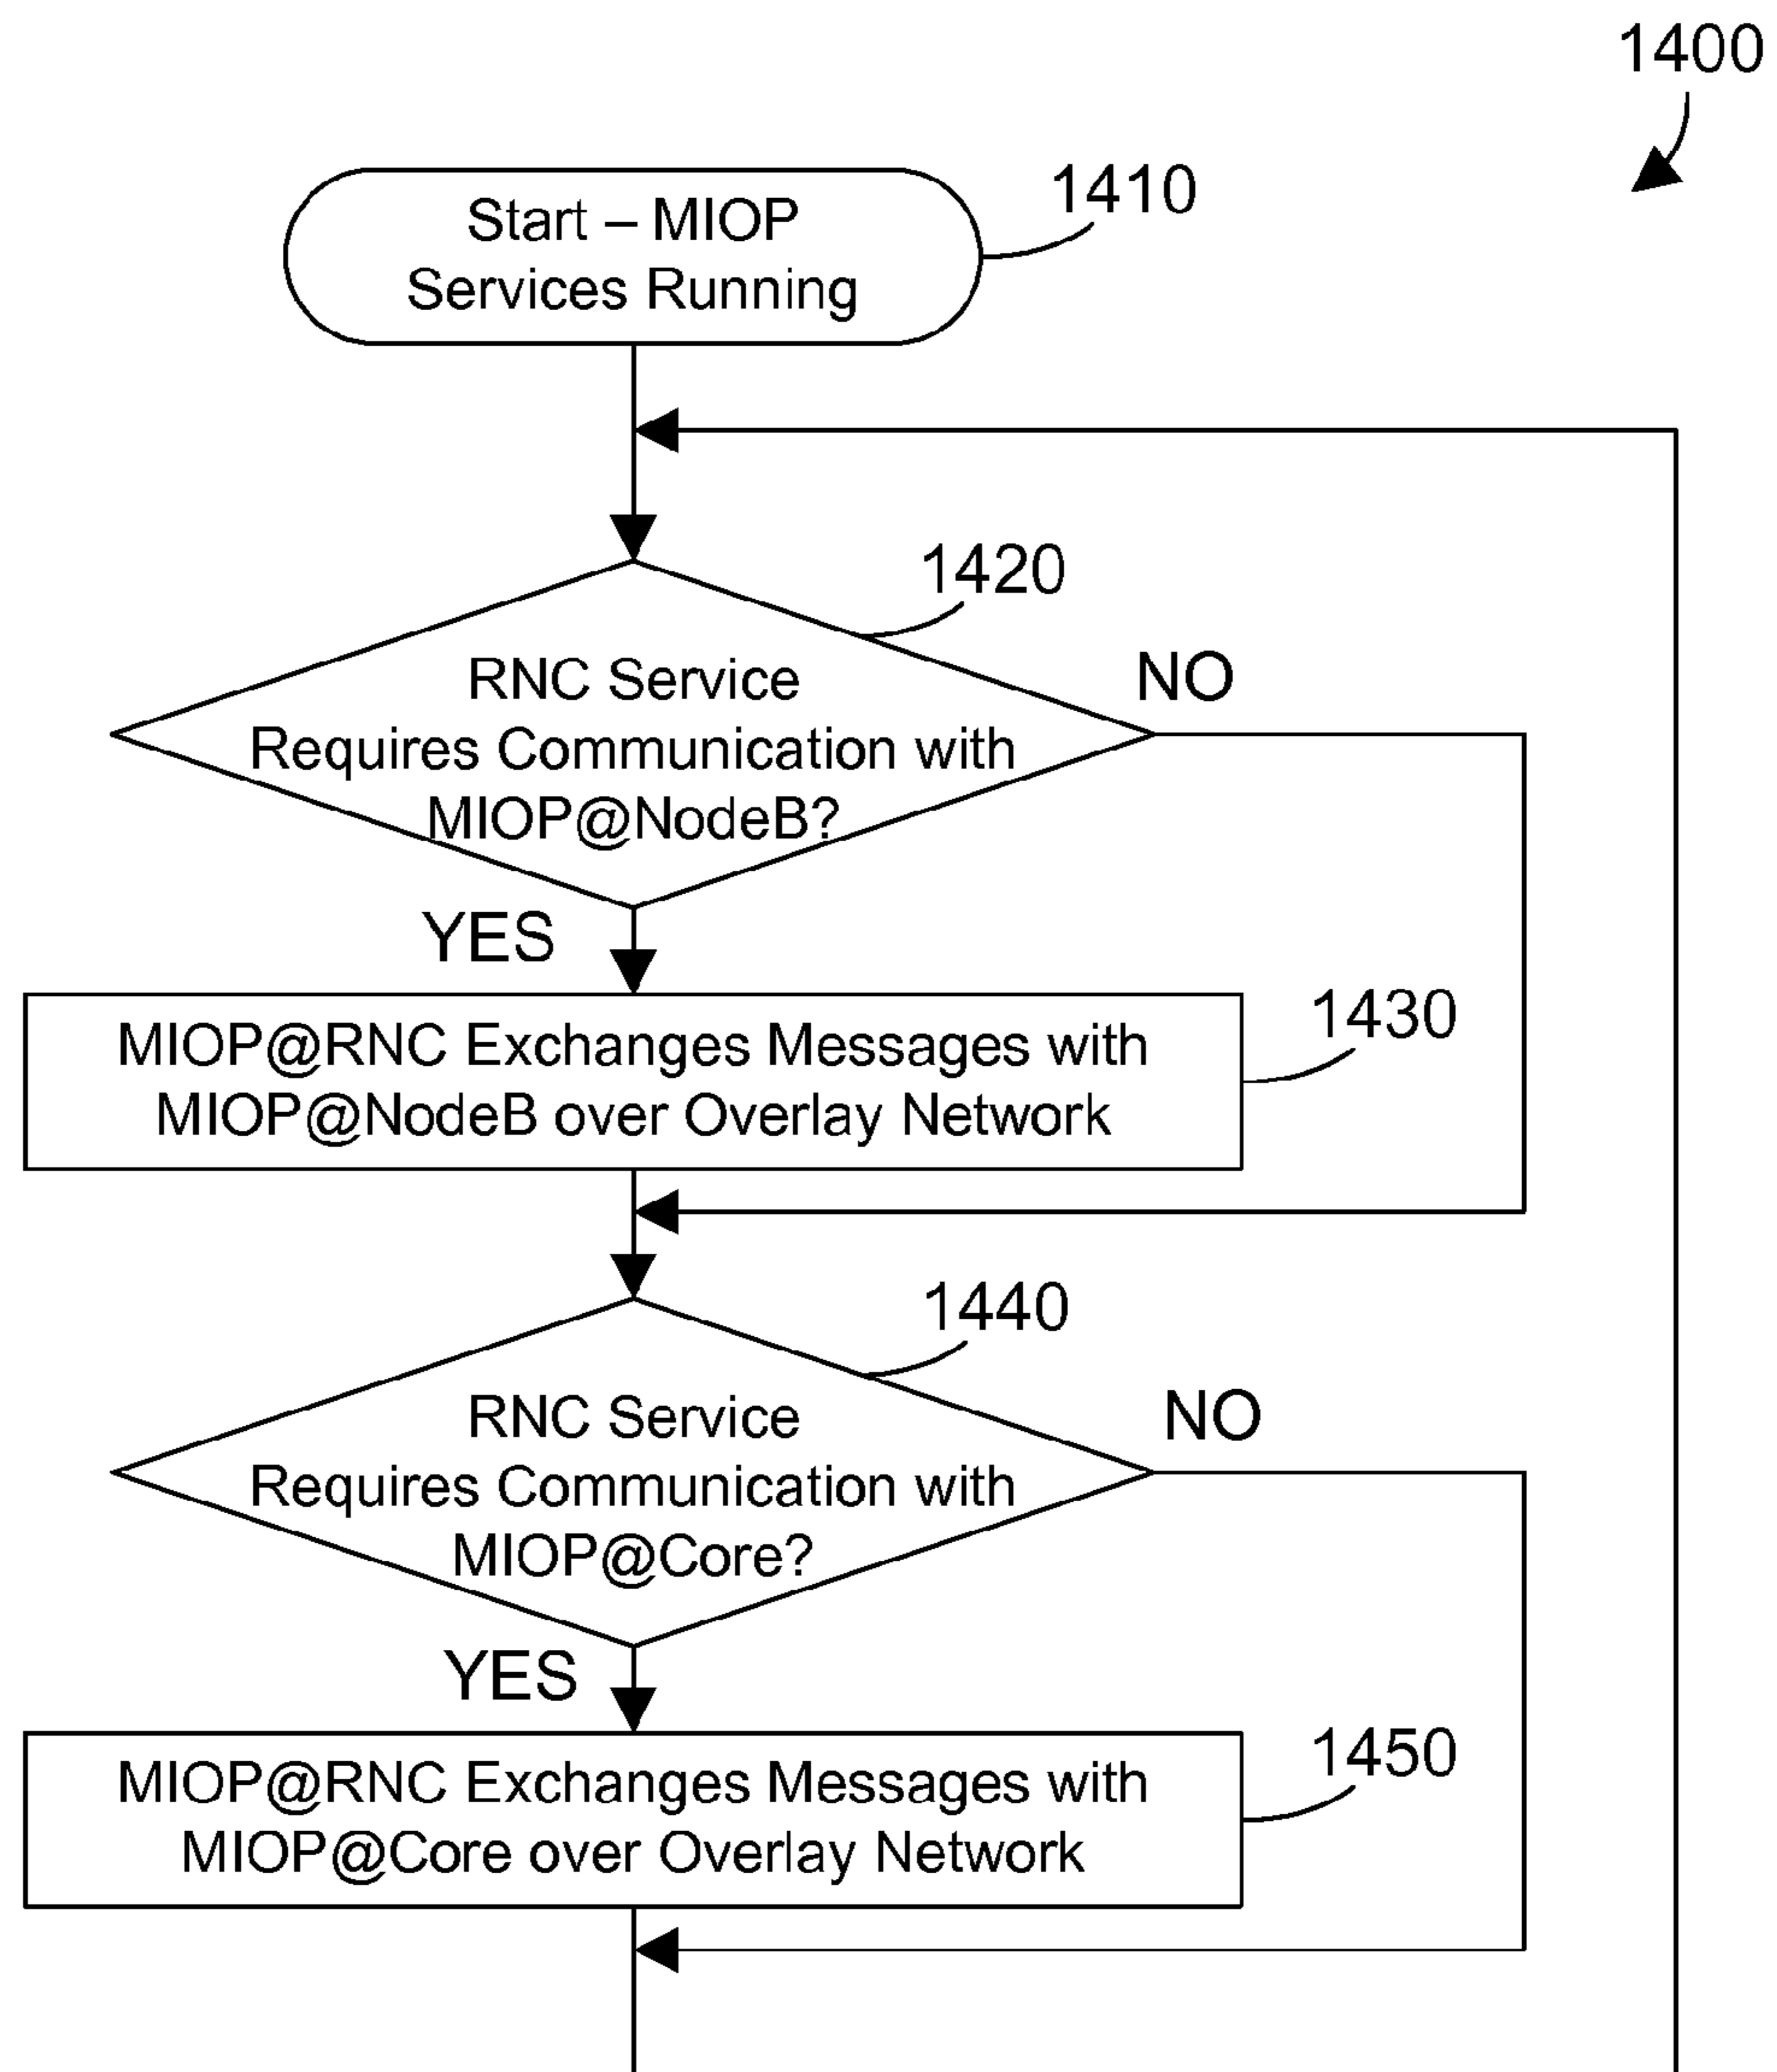 1400
Start – MIOP
Services Running
1410
1420
RNC Service
Requires Communication with
MIOP@NodeB?
NO
YES
MIOP@RNC Exchanges Messages with
MIOP@NodeB over Overlay Network
1430
1440
RNC Service
Requires Communication with
MIOP@Core?
NO
YES
MIOP@RNC Exchanges Messages with
MIOP@Core over Overlay Network
1450